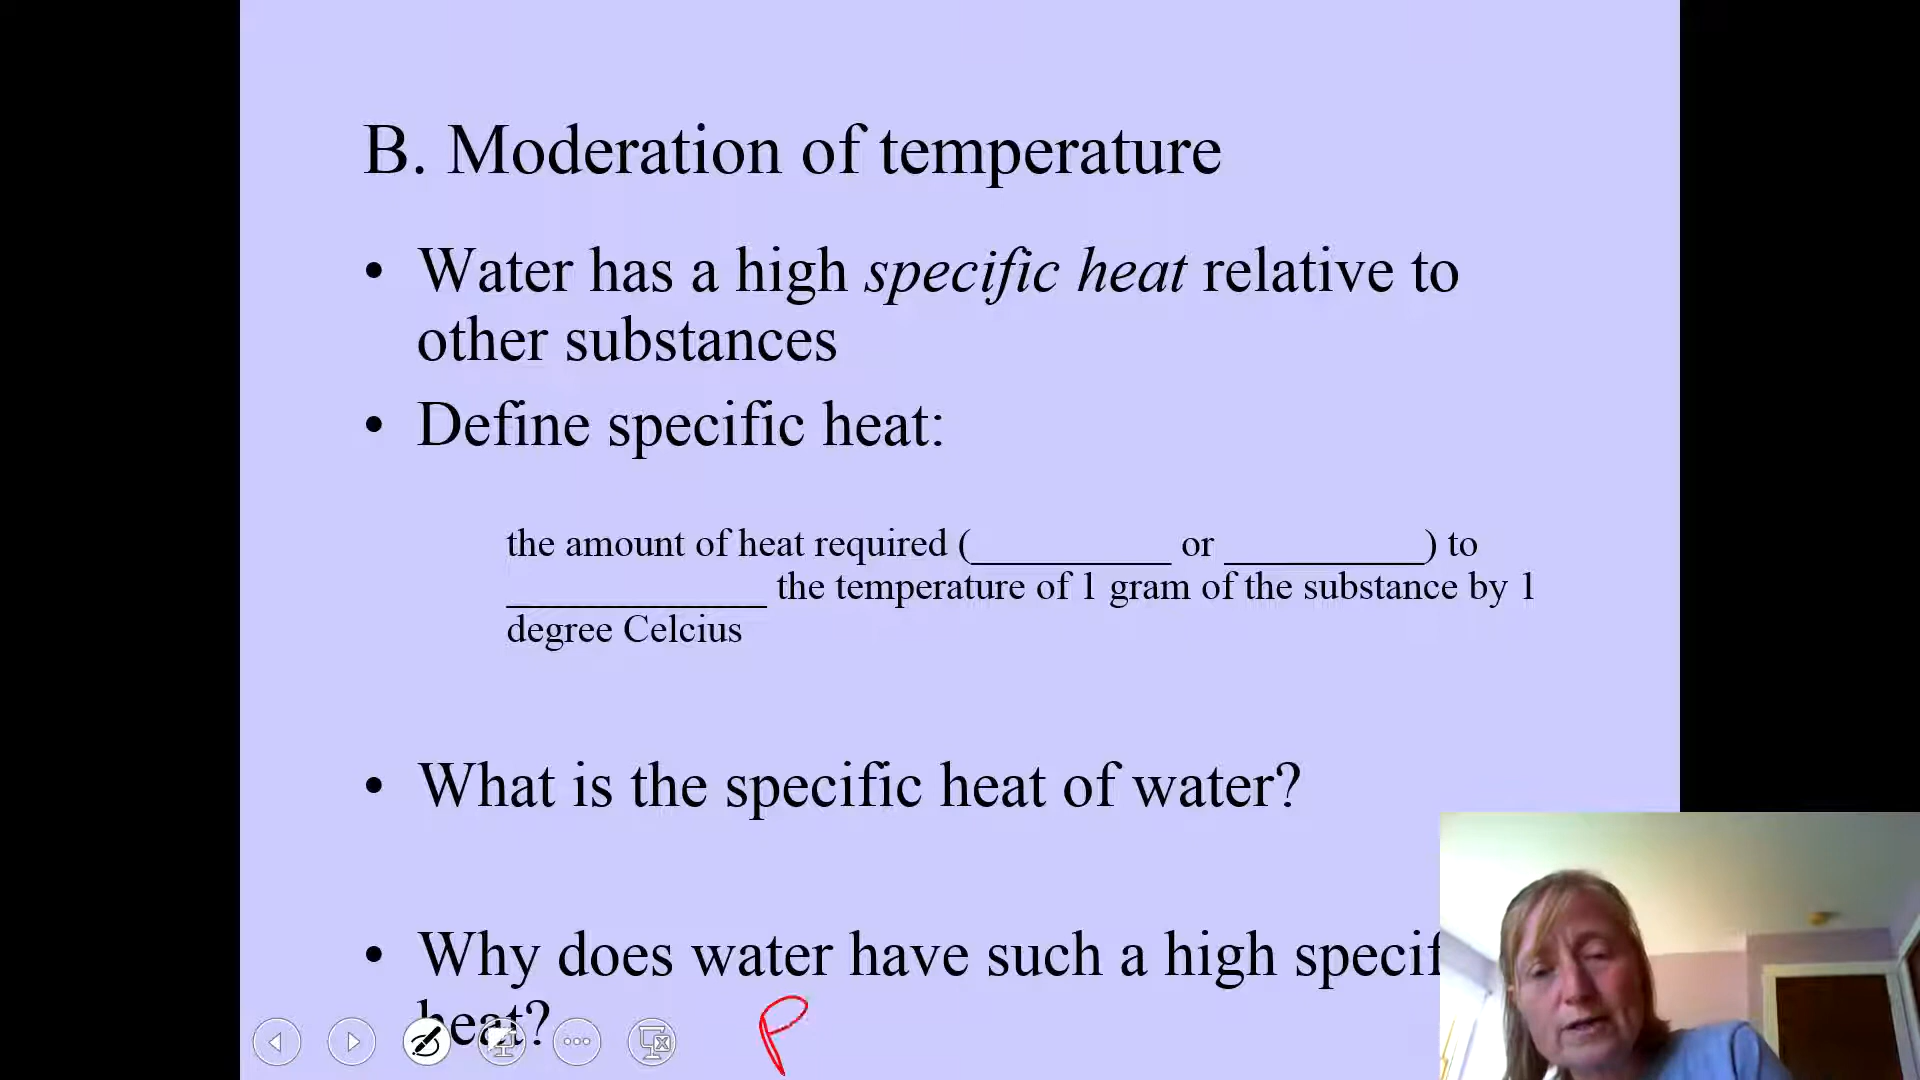 B. Moderation of temperature
• Water has a high specific heat relative to
other substances
• Define specific heat:
the amount of heat required (__________ or __________) to
_____________ the temperature of 1 gram of the substance by 1
degree Celcius
• What is the specific heat of water?
• Why does water have such a high specif
heat?
P